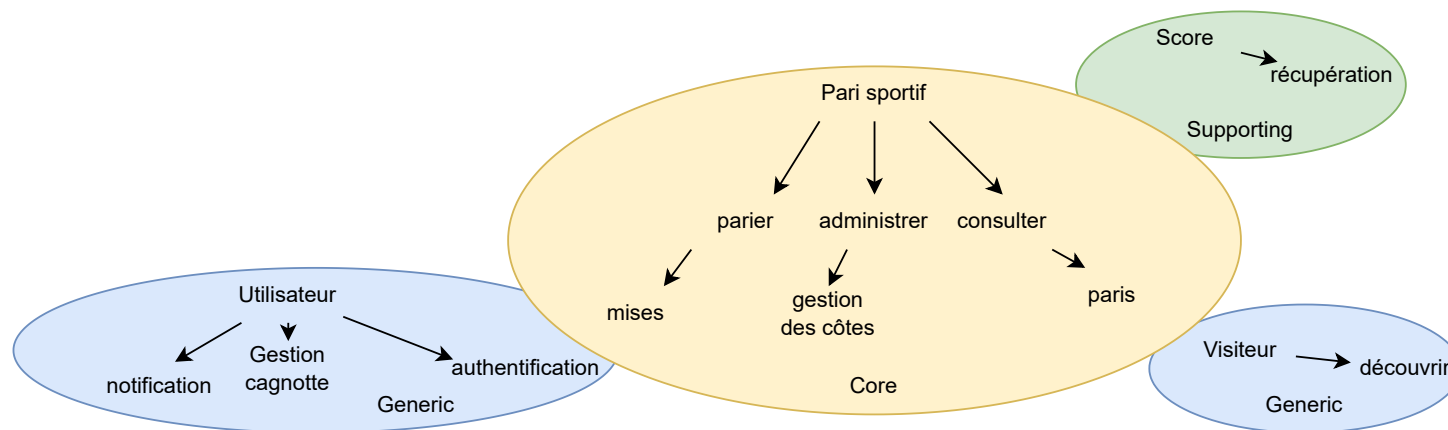 Score
récupération
Supporting
Pari sportif
parier
administrer
consulter
mises
gestion
des côtes
paris
Core
Utilisateur
notification
Gestion
cagnotte
authentification
Generic
Visiteur
découvrir
Generic